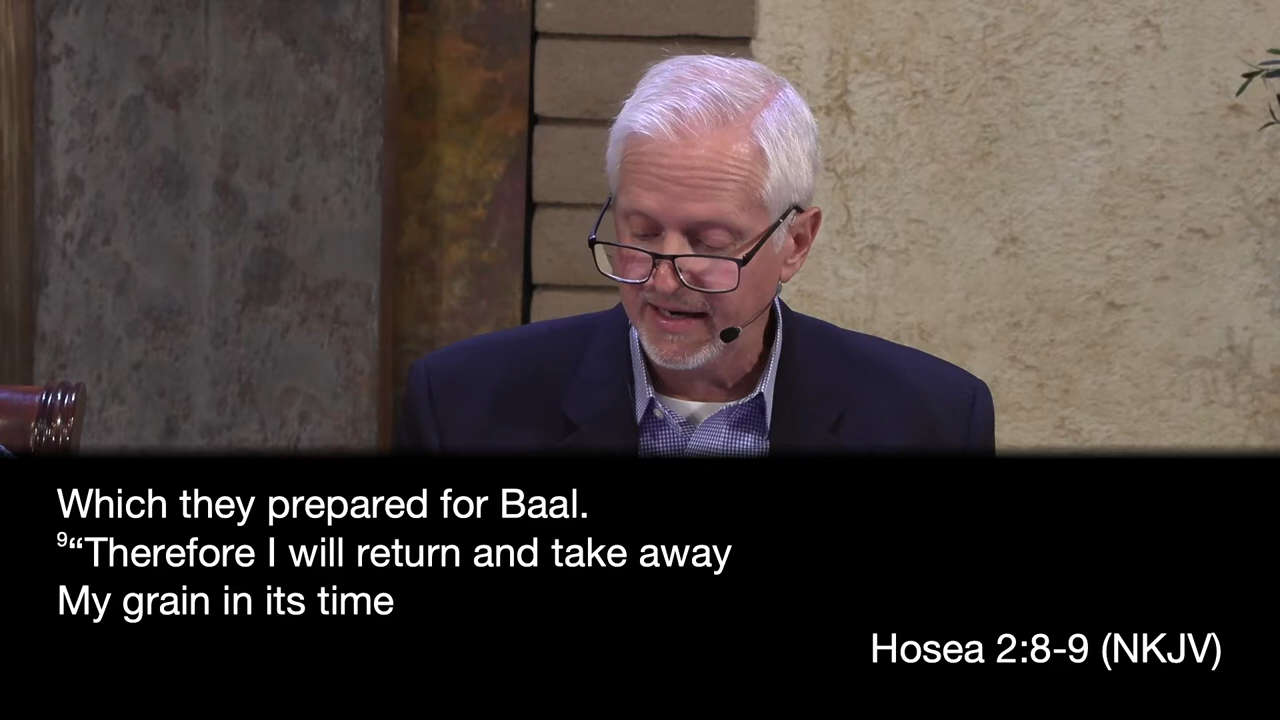 Which they prepared for Baal.
⁹“Therefore I will return and take away
My grain in its time
Hosea 2:8-9 (NKJV)